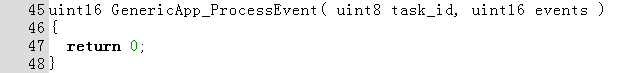 45 uint16 GenericApp_ProcessEvent( uint8 task_id, uint16 events )
46 {
47   return 0;
48 }